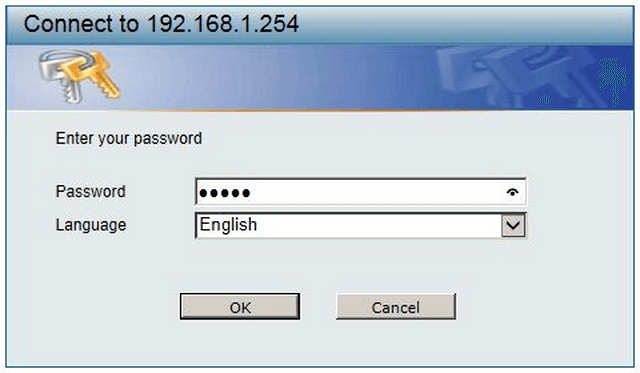 Connect to 192.168.1.254
Enter your password
Password •••••
Language English
OK Cancel